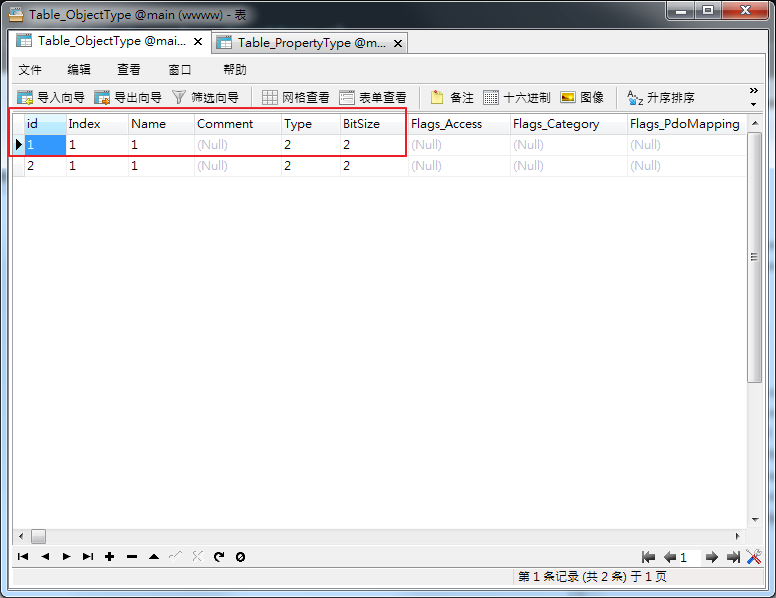 Table_ObjectType @main (wwww) - 表
Table_ObjectType @mai... Table_PropertyType @m...
文件 编辑 查看 窗口 帮助
导入向导 导出向导 筛选向导 网格查看 表单查看 备注 十六进制 图像 升序排序
id Index Name Comment Type BitSize Flags_Access Flags_Category Flags_PdoMapping
1 1 1 (Null) 2 2 (Null) (Null) (Null)
2 1 1 (Null) 2 2 (Null) (Null) (Null)
1
第 1 条记录 (共 2 条) 于 1 页